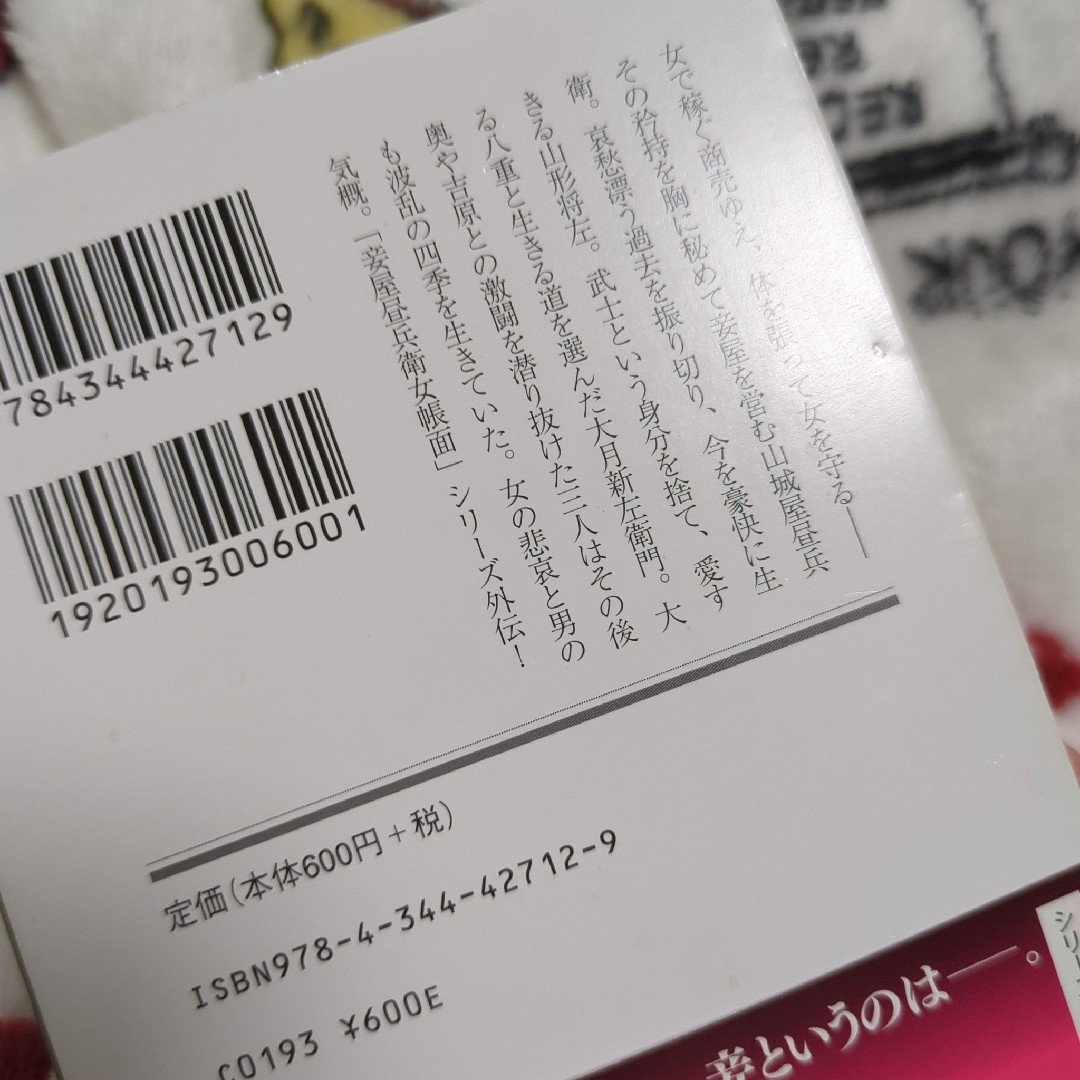 女で稼ぐ商売ゆえ、体を張って女を守る――
その矜持を胸に秘めて妾屋を営む山城屋昼兵
衛。哀愁漂う過去を振り切り、今を豪快に生
きる山形将左。武士という身分を捨て、愛す
る八重と生きる道を選んだ大月新左衛門。大
奥や吉原との激闘を潜り抜けた三人はその後
も波乱の四季を生きていた。女の悲哀と男の
気概。「妾屋昼兵衛女帳面」シリーズ外伝！
784344427129
1920193006001
定価(本体600円+税)
ISBN978-4-344-42712-9
C0193 ¥600E
というのは――。
シリ
YOUR